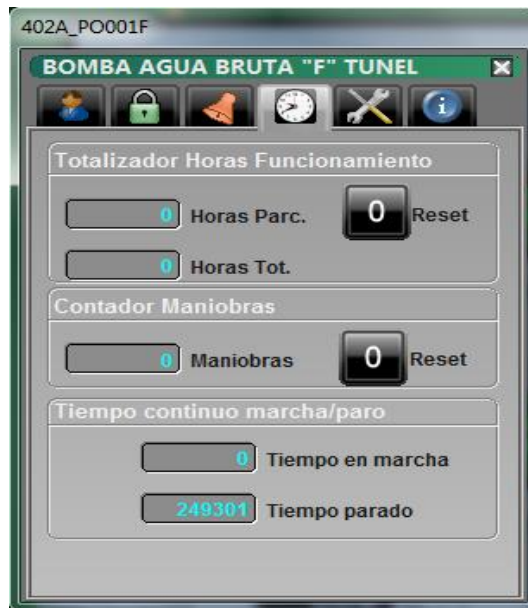 402A_PO001F
BOMBA AGUA BRUTA "F" TUNEL
Totalizador Horas Funcionamiento
0 Horas Parc. 0 Reset
0 Horas Tot.
Contador Maniobras
0 Maniobras 0 Reset
Tiempo continuo marcha/paro
0 Tiempo en marcha
249301 Tiempo parado